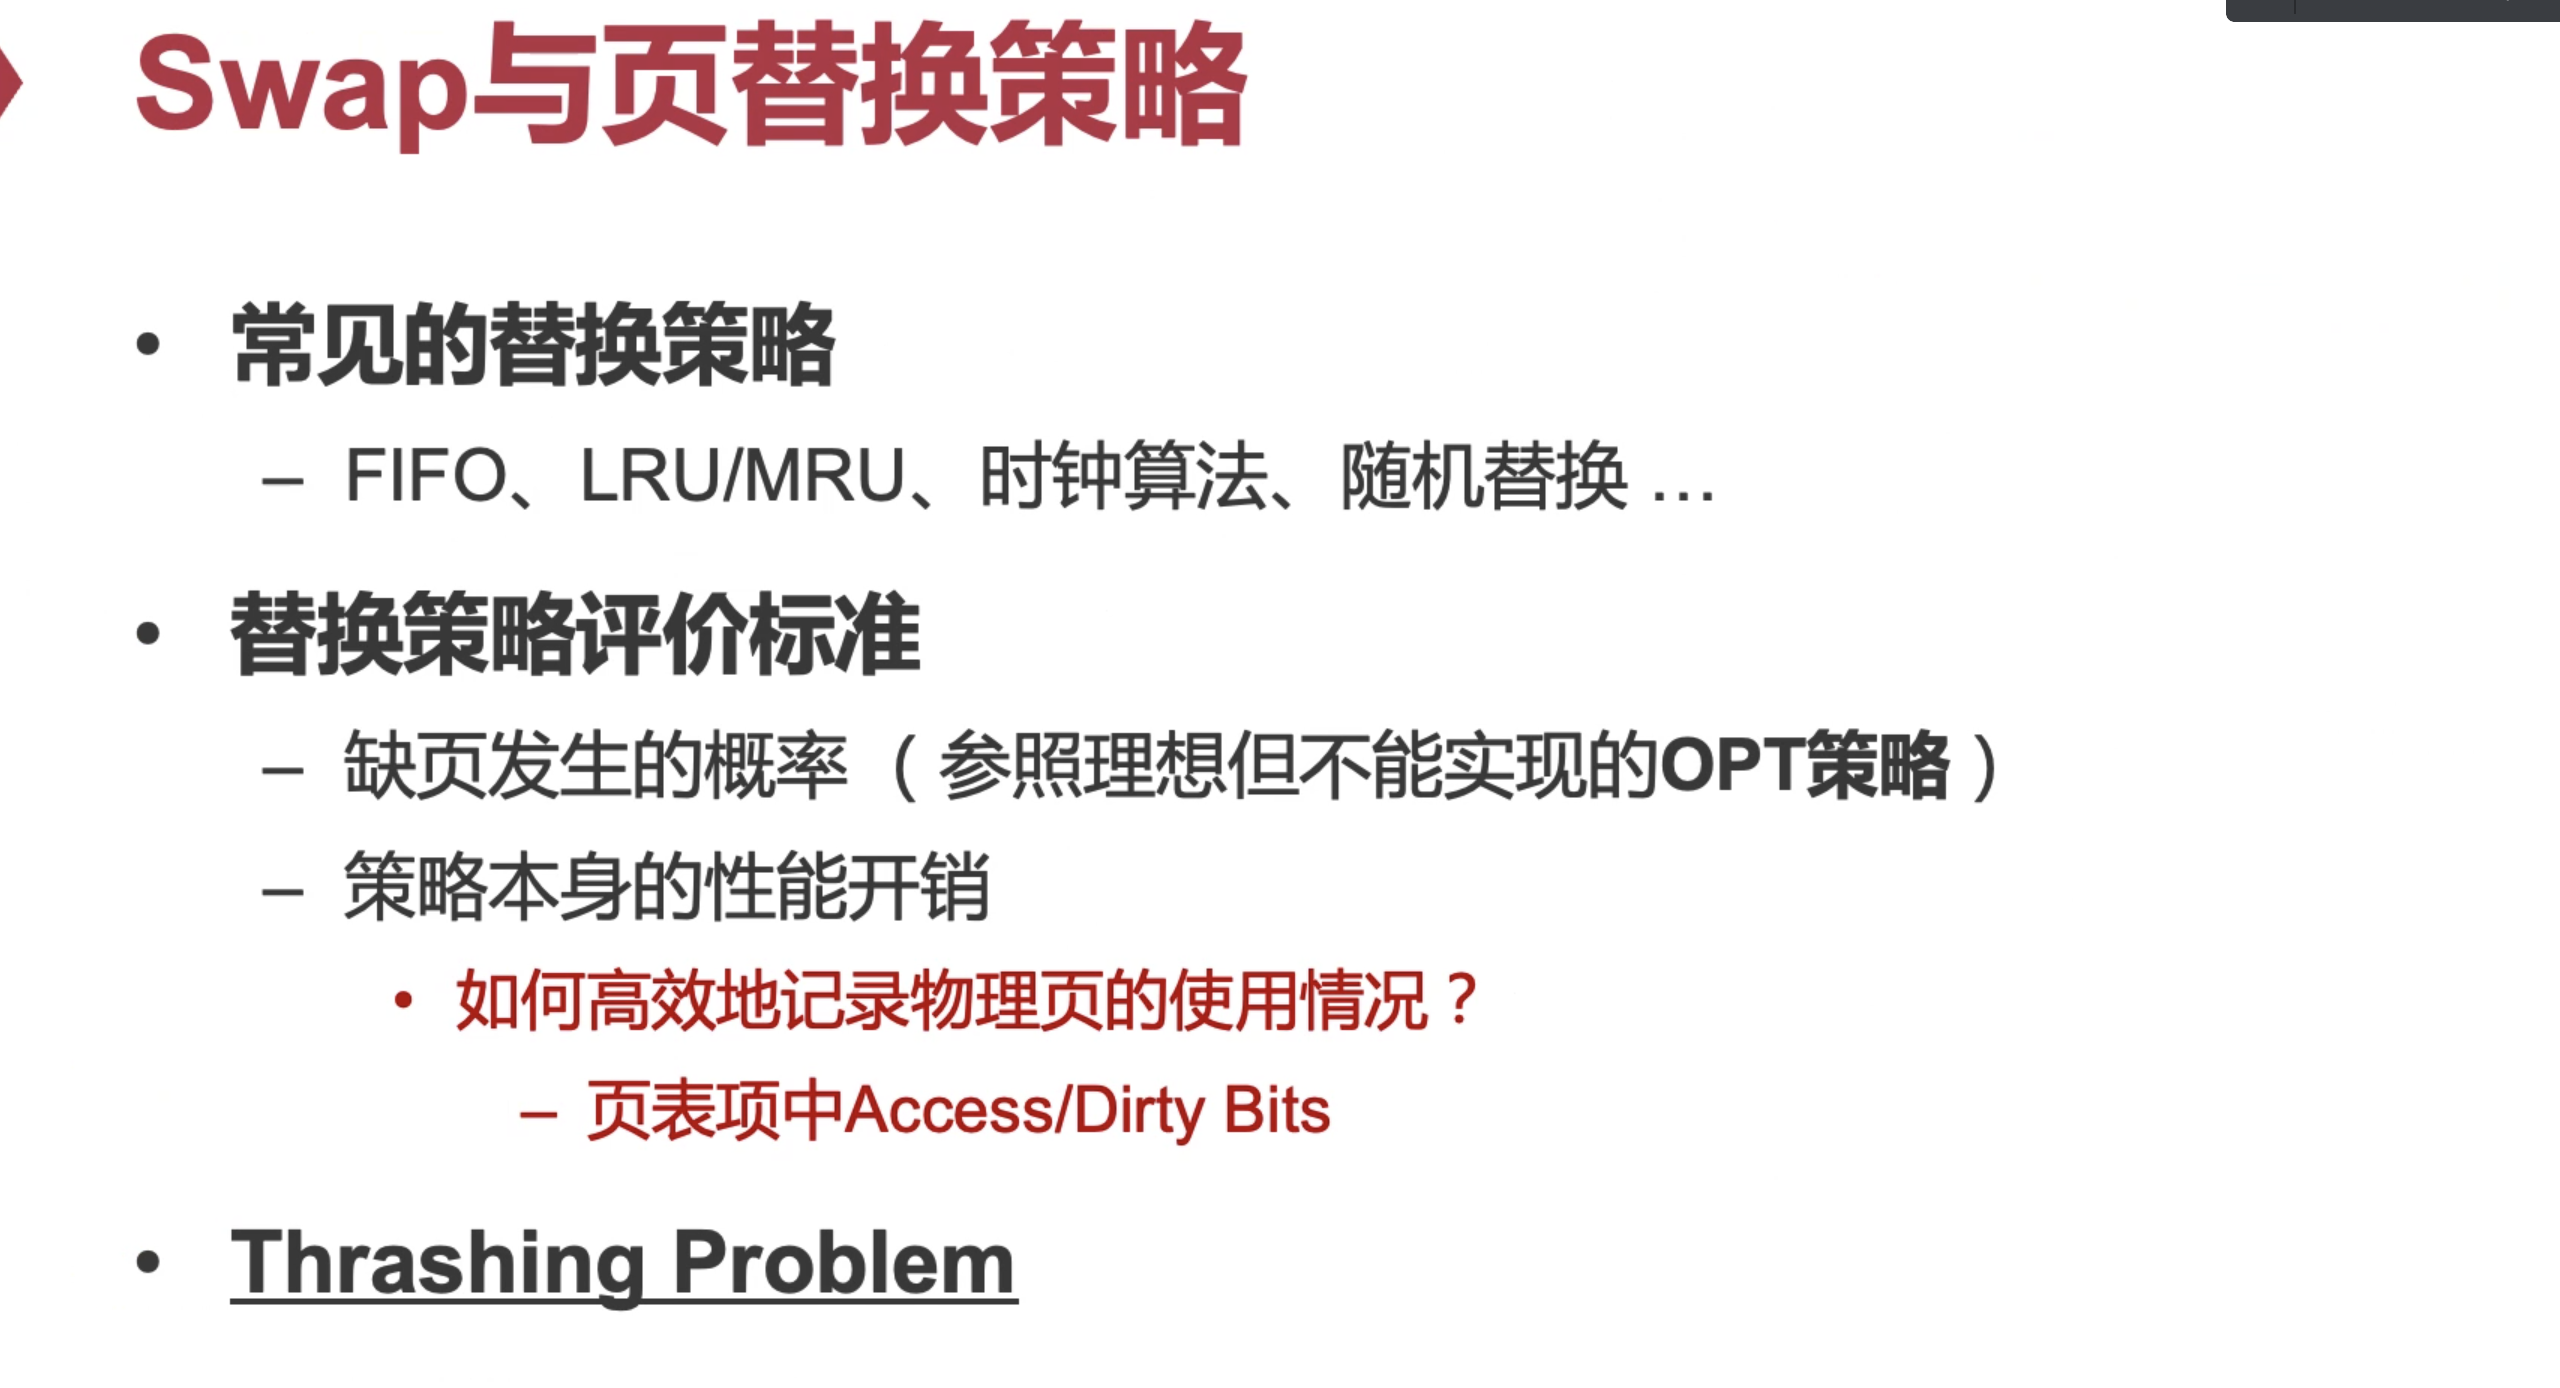 Swap与页替换策略
• 常见的替换策略
– FIFO、LRU/MRU、时钟算法、随机替换 …
• 替换策略评价标准
– 缺页发生的概率（参照理想但不能实现的OPT策略）
– 策略本身的性能开销
• 如何高效地记录物理页的使用情况？
– 页表项中Access/Dirty Bits
• Thrashing Problem